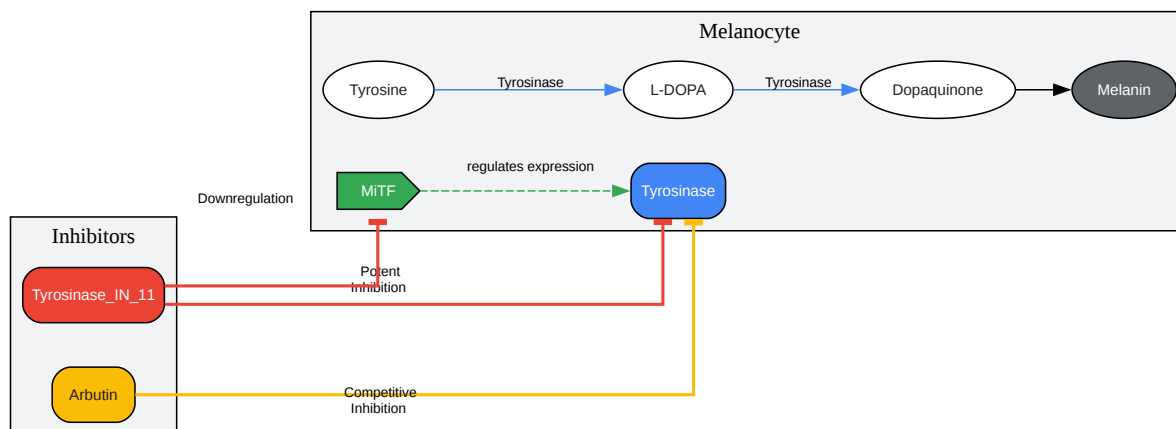 Melanocyte
Tyrosine
Tyrosinase
L-DOPA
Tyrosinase
Dopaquinone
Melanin
regulates expression
MiTF
Tyrosinase
Downregulation
Inhibitors
Potent
Inhibition
Tyrosinase_IN_11
Arbutin
Competitive
Inhibition